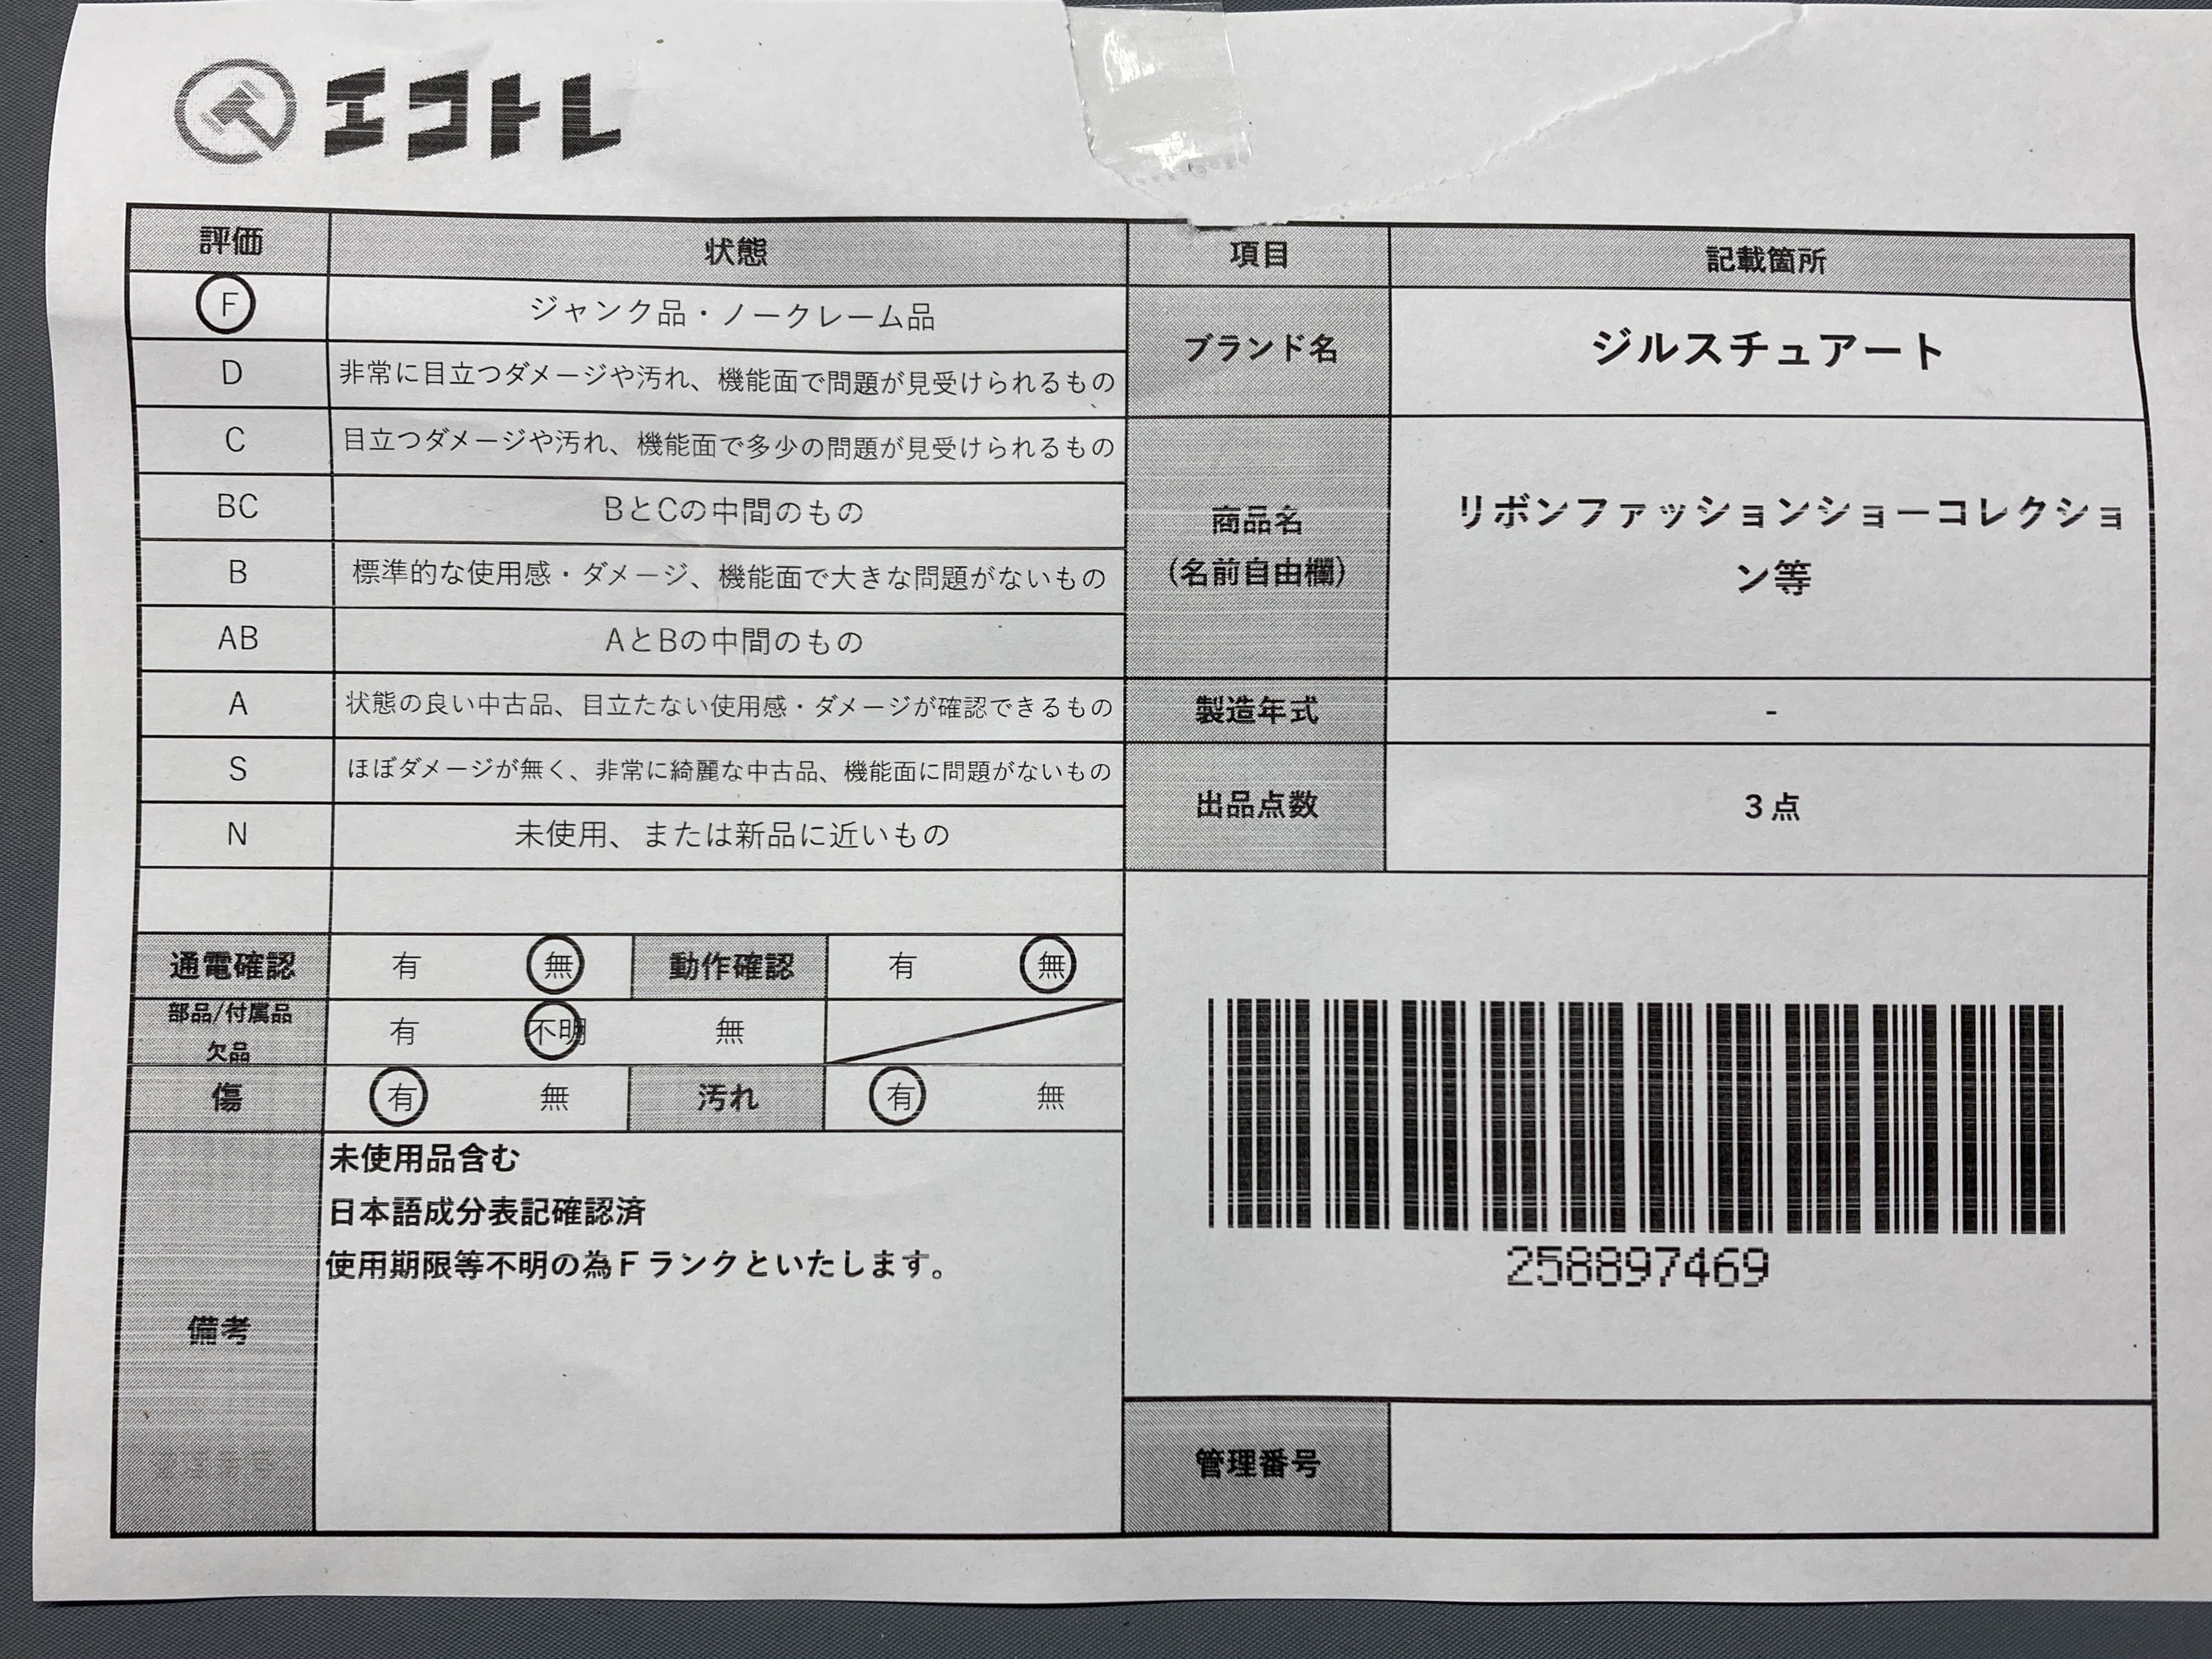 エコトレ
評価 状態 項目 記載箇所
F ジャンク品・ノークレーム品
D 非常に目立つダメージや汚れ、機能面で問題が見受けられるもの
C 目立つダメージや汚れ、機能面で多少の問題が見受けられるもの
BC BとCの中間のもの
B 標準的な使用感・ダメージ、機能面で大きな問題がないもの
AB AとBの中間のもの
A 状態の良い中古品、目立たない使用感・ダメージが確認できるもの
S ほぼダメージが無く、非常に綺麗な中古品、機能面に問題がないもの
N 未使用、または新品に近いもの
通電確認 有 無 動作確認 有 無
部品/付属品
欠品
有 不明 無
傷 有 無 汚れ 有 無
備考
未使用品含む
日本語成分表記確認済
使用期限等不明の為Fランクといたします。
ブランド名 ジルスチュアート
商品名
(名前自由欄)
リボンファッションショーコレクショ
ン等
製造年式 -
出品点数 3点
258897469
管理番号